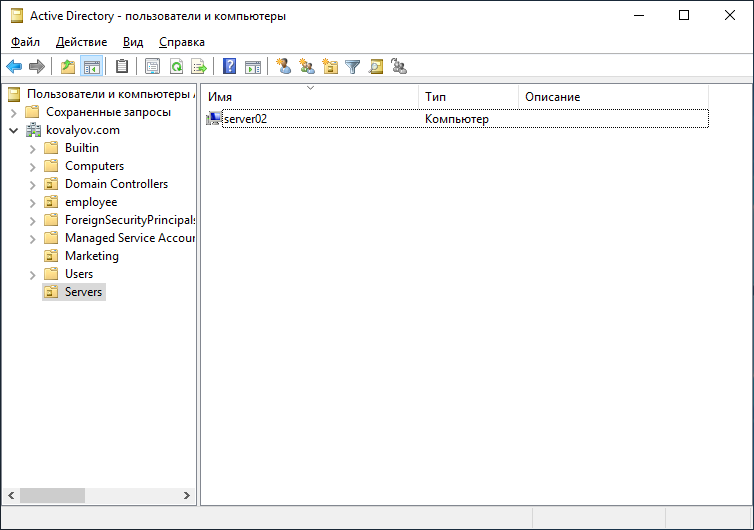 Active Directory - пользователи и компьютеры
Файл Действие Вид Справка
Пользователи и компьютеры
Сохраненные запросы
kovalyov.com
Builtin
Computers
Domain Controllers
employee
ForeignSecurityPrincipals
Managed Service Accour
Marketing
Users
Servers
Имя Тип Описание
server02 Компьютер